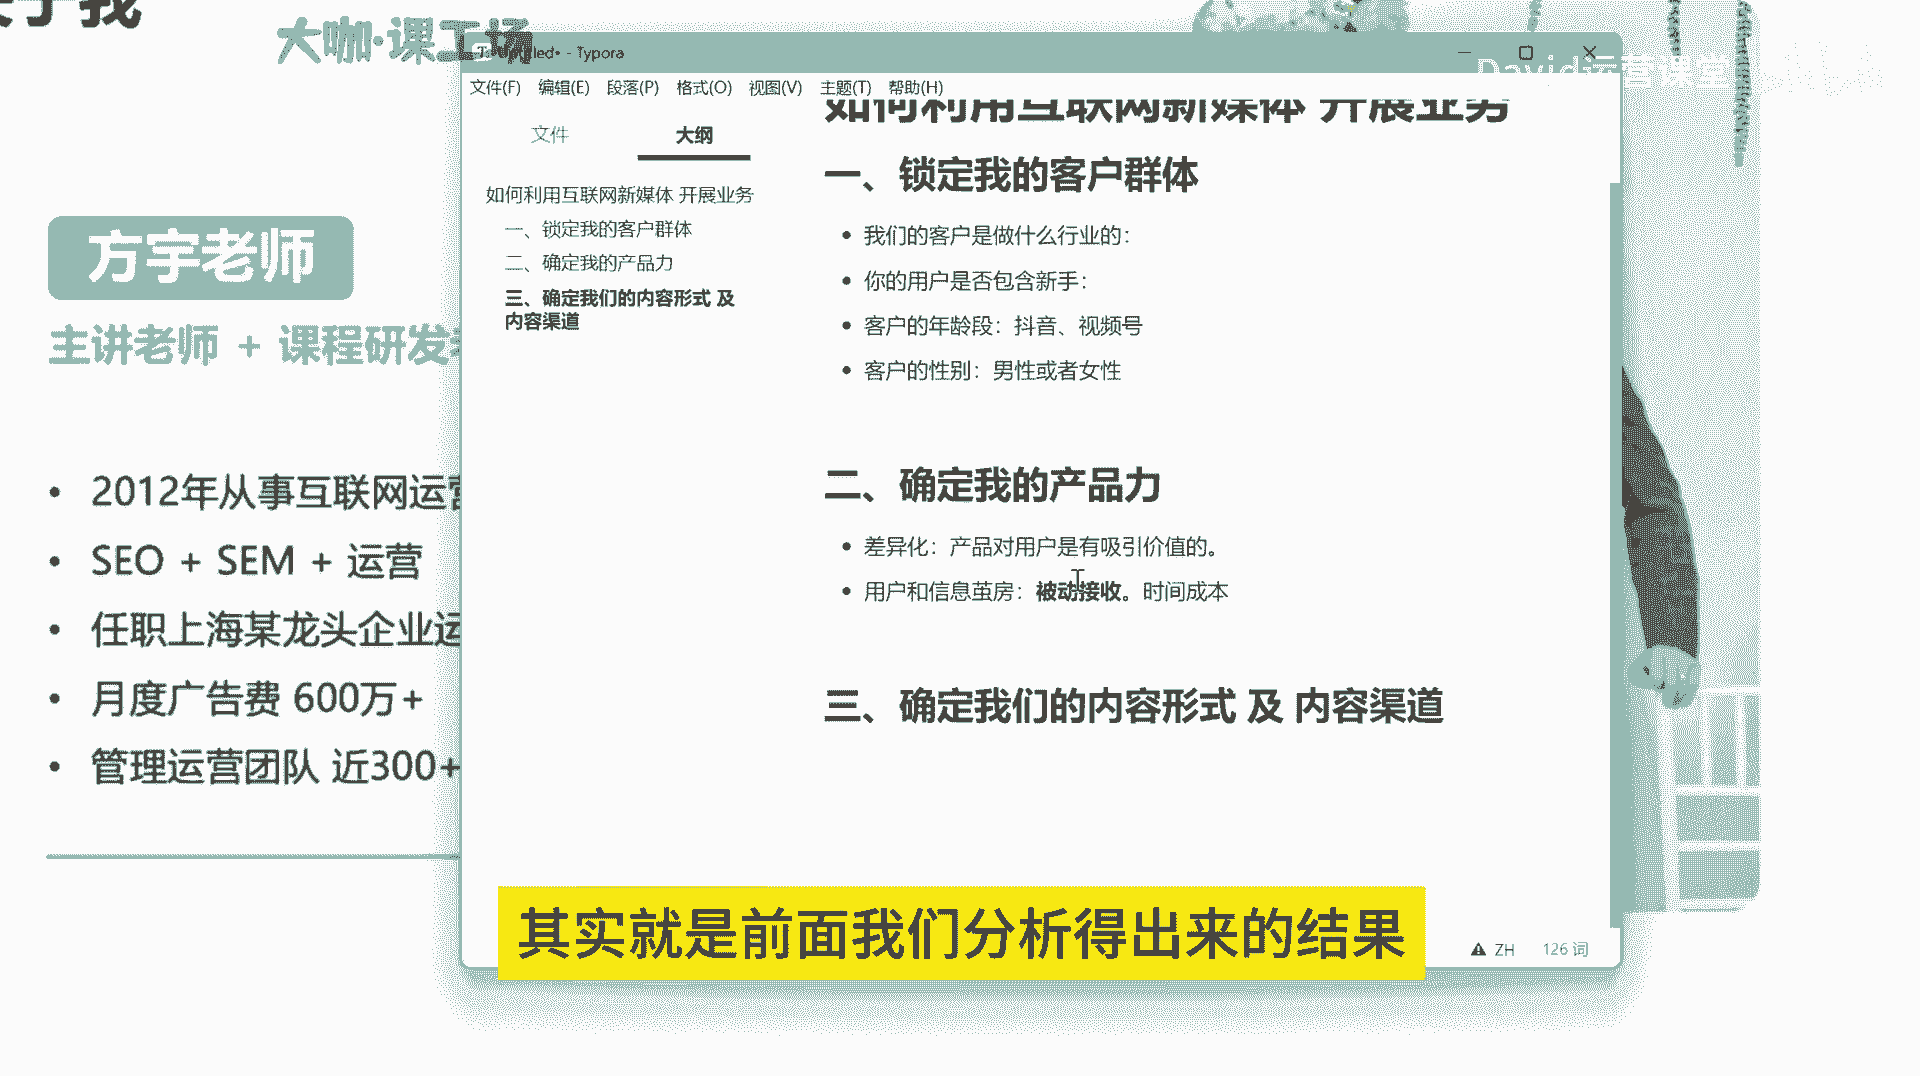 关于我
大咖·课工场
Untitled• - Typora
David运营课堂
文件(F) 编辑(E) 段落(P) 格式(O) 视图(V) 主题(T) 帮助(H)
文件 大纲
如何利用互联网新媒体 开展业务
一、锁定我的客户群体
二、确定我的产品力
三、确定我们的内容形式 及
内容渠道
如何利用互联网新媒体 开展业务
一、锁定我的客户群体
• 我们的客户是做什么行业的：
• 你的用户是否包含新手：
• 客户的年龄段：抖音、视频号
• 客户的性别：男性或者女性
二、确定我的产品力
• 差异化：产品对用户是有吸引价值的。
• 用户和信息茧房：被动接收。时间成本
三、确定我们的内容形式 及 内容渠道
ZH 126 词
方宇老师
主讲老师 + 课程研发
• 2012年从事互联网运营
• SEO + SEM + 运营
• 任职上海某龙头企业运
• 月度广告费 600万+
• 管理运营团队 近300+
其实就是前面我们分析得出来的结果